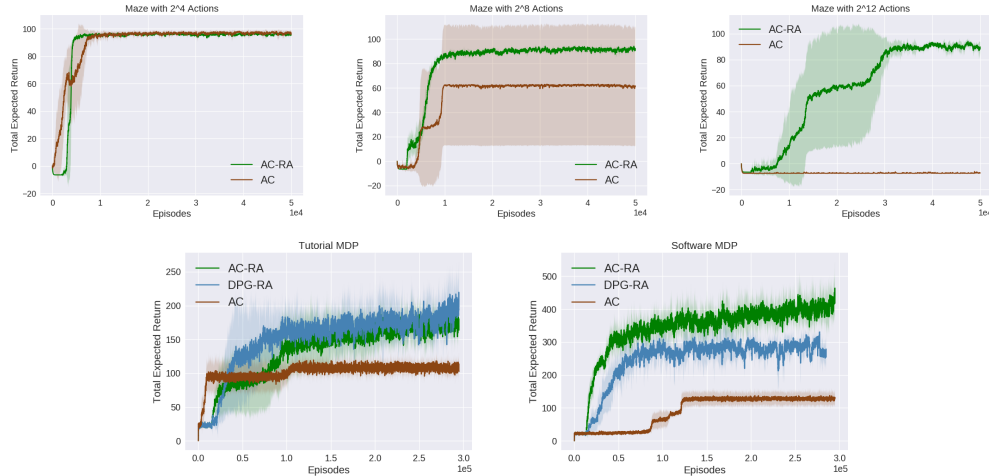 Maze with 2^4 Actions
Total Expected Return
100
80
60
40
20
0
−20
AC-RA
AC
0 1 2 3 4 5
Episodes
1e4
Maze with 2^8 Actions
Total Expected Return
100
80
60
40
20
0
−20
AC-RA
AC
0 1 2 3 4 5
Episodes
1e4
Maze with 2^12 Actions
Total Expected Return
100
80
60
40
20
0
−20
AC-RA
AC
0 1 2 3 4 5
Episodes
1e4
Tutorial MDP
Total Expected Return
250
200
150
100
50
0
AC-RA
DPG-RA
AC
0.0 0.5 1.0 1.5 2.0 2.5 3.0
Episodes
1e5
Software MDP
Total Expected Return
500
400
300
200
100
0
AC-RA
DPG-RA
AC
0.0 0.5 1.0 1.5 2.0 2.5 3.0
Episodes
1e5